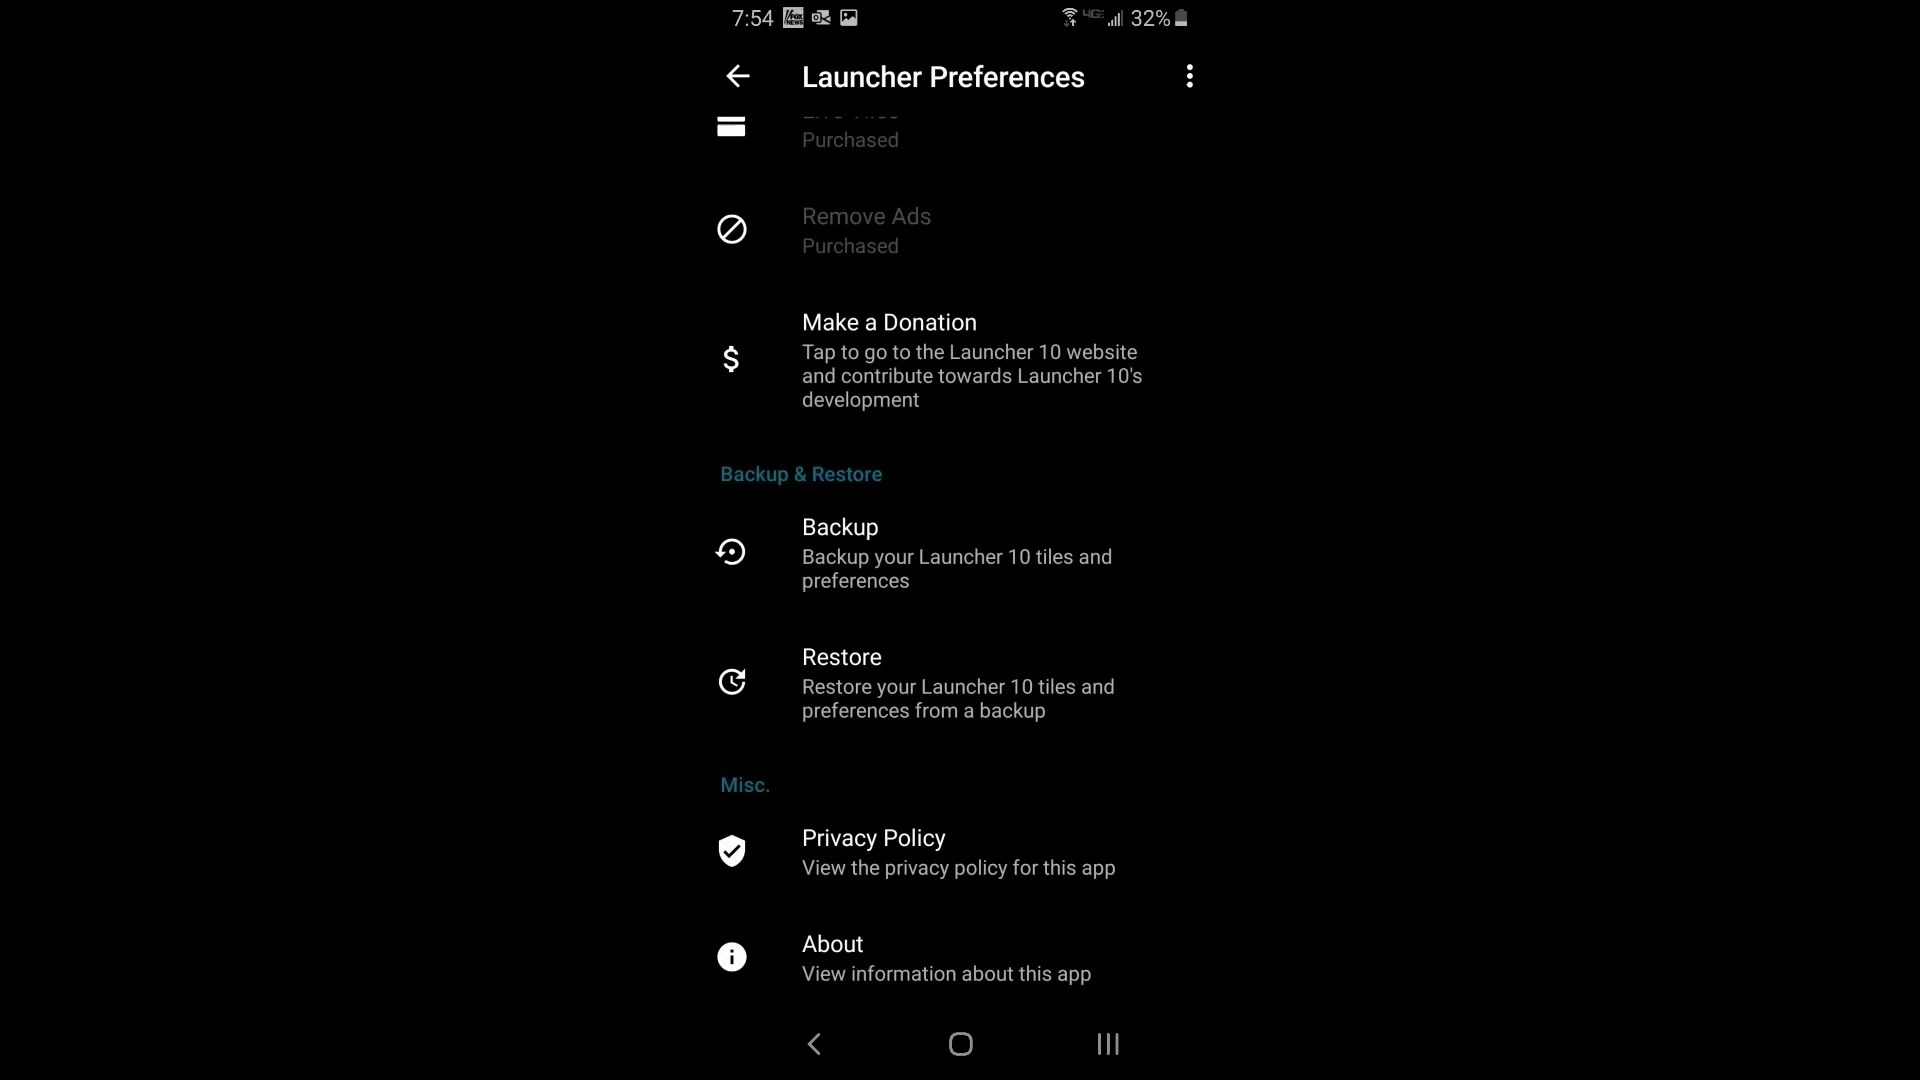 7:54 FOX NEWS 4GE 32%
Launcher Preferences
Purchased
Remove Ads
Purchased
Make a Donation
Tap to go to the Launcher 10 website
and contribute towards Launcher 10's
development
Backup & Restore
Backup
Backup your Launcher 10 tiles and
preferences
Restore
Restore your Launcher 10 tiles and
preferences from a backup
Misc.
Privacy Policy
View the privacy policy for this app
About
View information about this app